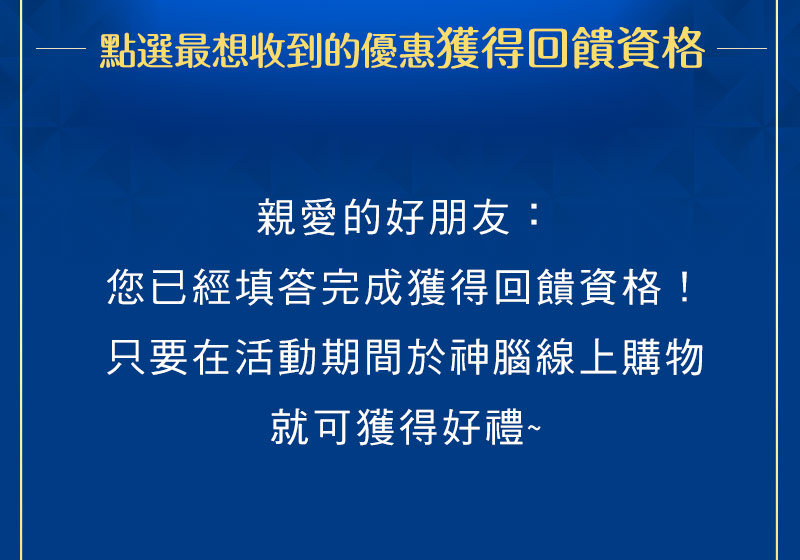 點選最想收到的優惠獲得回饋資格
親愛的好朋友：
您已經填答完成獲得回饋資格！
只要在活動期間於神腦線上購物
就可獲得好禮~